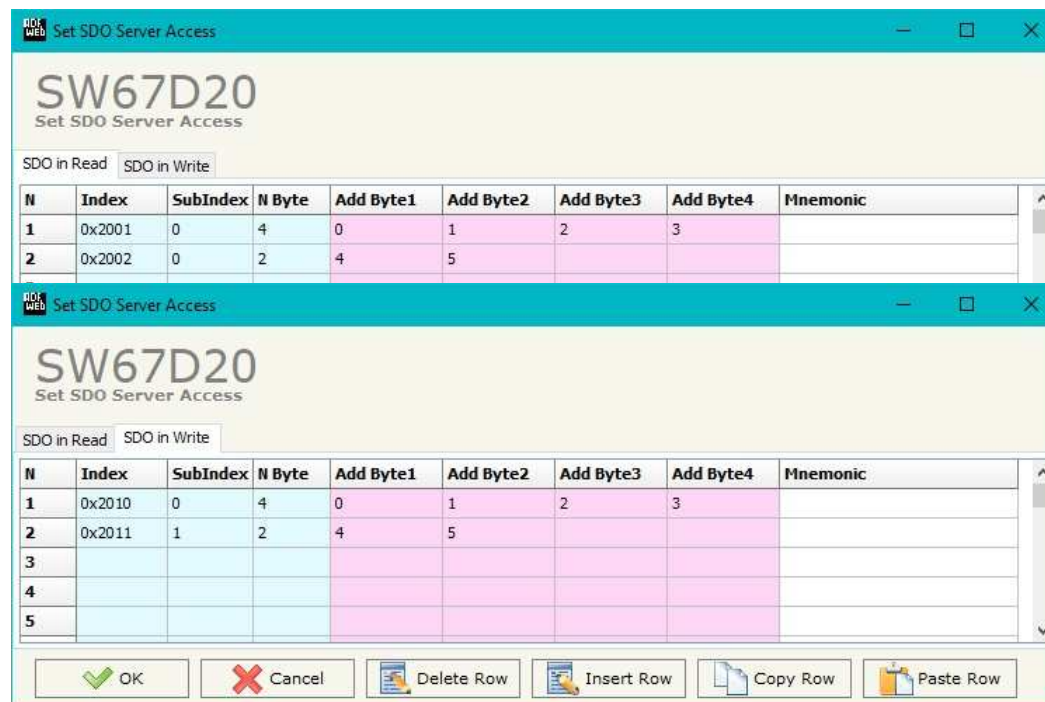 ADF WEB Set SDO Server Access
SW67D20
Set SDO Server Access
SDO in Read SDO in Write
N Index SubIndex N Byte Add Byte1 Add Byte2 Add Byte3 Add Byte4 Mnemonic
1 0x2001 0 4 0 1 2 3
2 0x2002 0 2 4 5
ADF WEB Set SDO Server Access
SW67D20
Set SDO Server Access
SDO in Read SDO in Write
N Index SubIndex N Byte Add Byte1 Add Byte2 Add Byte3 Add Byte4 Mnemonic
1 0x2010 0 4 0 1 2 3
2 0x2011 1 2 4 5
3
4
5
OK Cancel Delete Row Insert Row Copy Row Paste Row